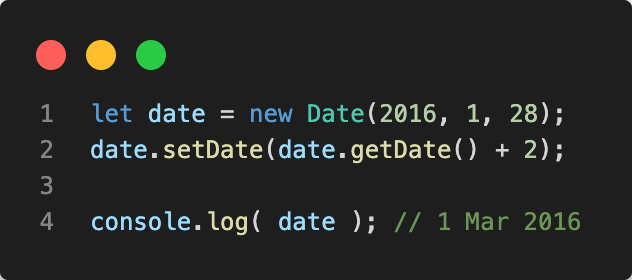 1 let date = new Date(2016, 1, 28);
2 date.setDate(date.getDate() + 2);
3
4 console.log( date ); // 1 Mar 2016